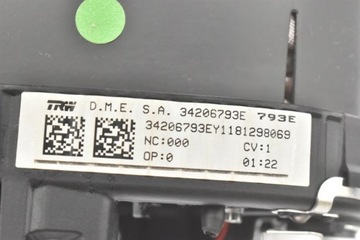 TRW D.M.E. S.A. 34206793E 793E
34206793EY1181298069
NC:000 CV:1
OP:0 01:22